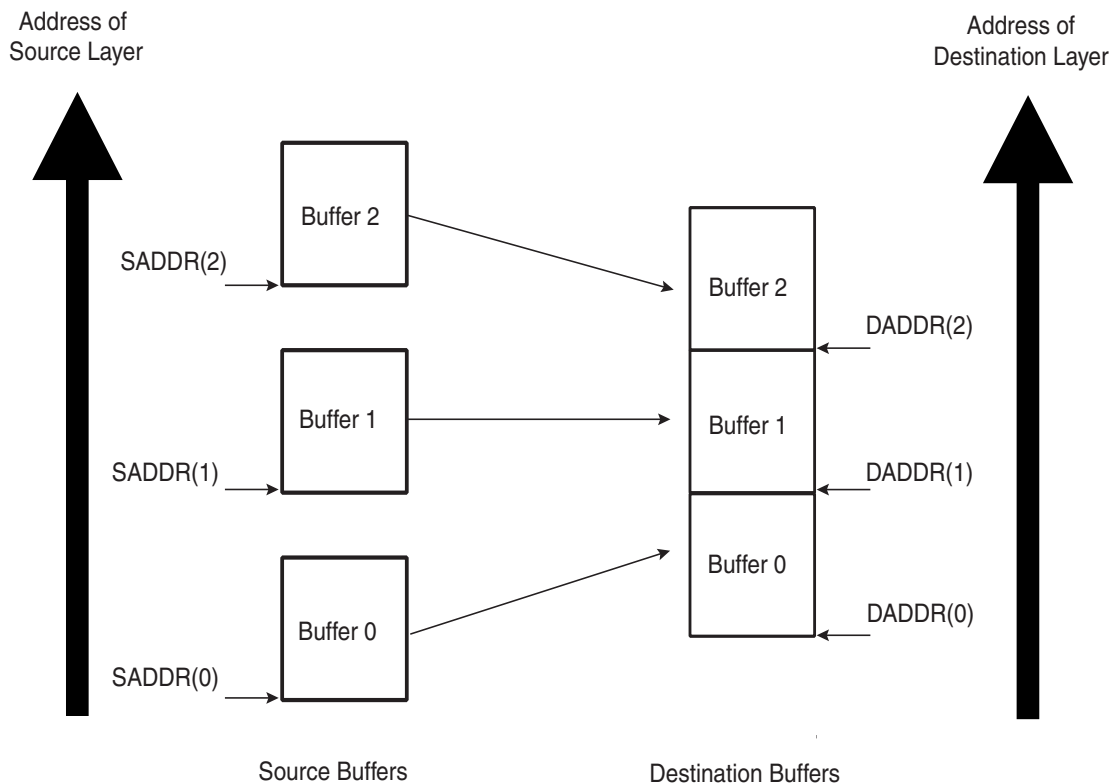 Address of
Source Layer
Address of
Destination Layer
Buffer 2
SADDR(2)
Buffer 2
DADDR(2)
Buffer 1
Buffer 1
SADDR(1)
DADDR(1)
Buffer 0
Buffer 0
DADDR(0)
SADDR(0)
Source Buffers
Destination Buffers